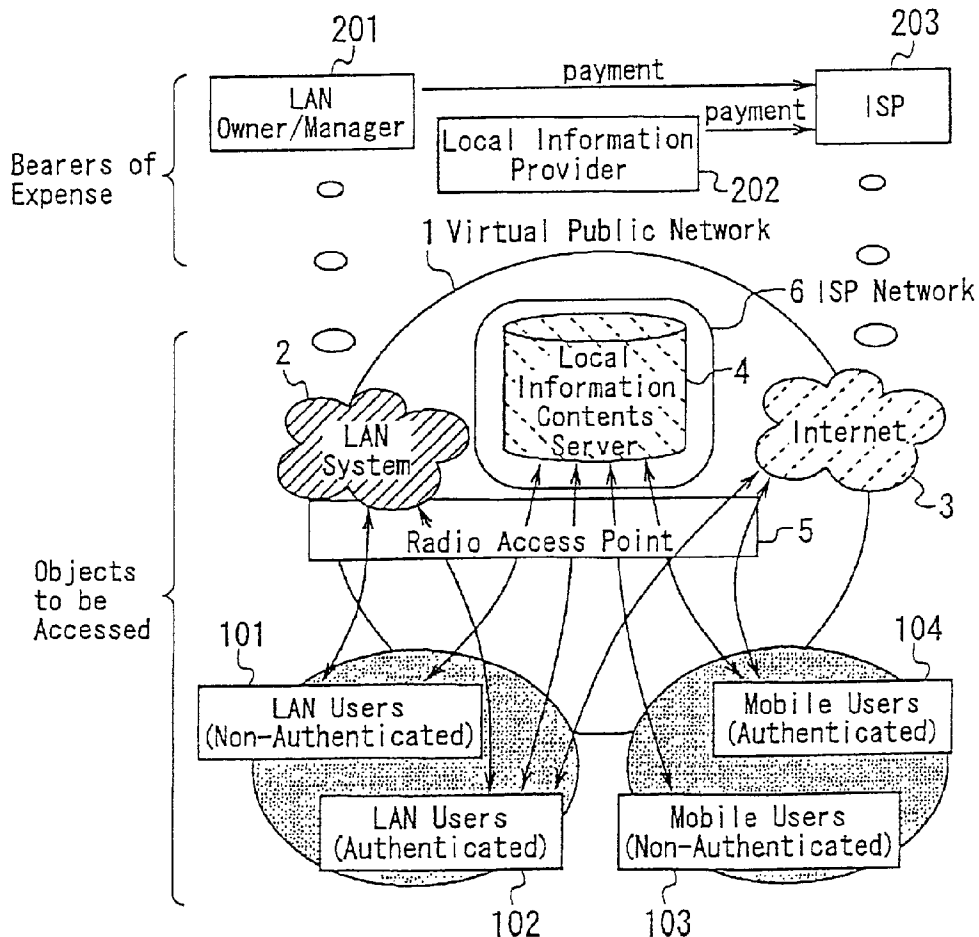 201
203
LAN
Owner/Manager
payment
ISP
payment
Local Information
Provider
202
Bearers of
Expense
1 Virtual Public Network
6 ISP Network
2
LAN
System
Local
Information
Contents
Server
4
Internet
3
Radio Access Point
5
Objects
to be
Accessed
101
104
LAN Users
(Non-Authenticated)
Mobile Users
(Authenticated)
LAN Users
(Authenticated)
Mobile Users
(Non-Authenticated)
102
103